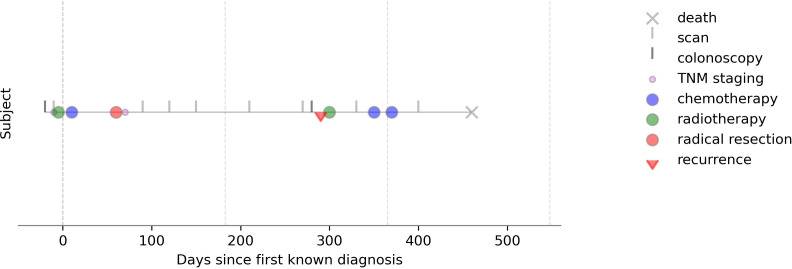 death
scan
colonoscopy
TNM staging
chemotherapy
radiotherapy
radical resection
recurrence
Subject
0 100 200 300 400 500
Days since first known diagnosis